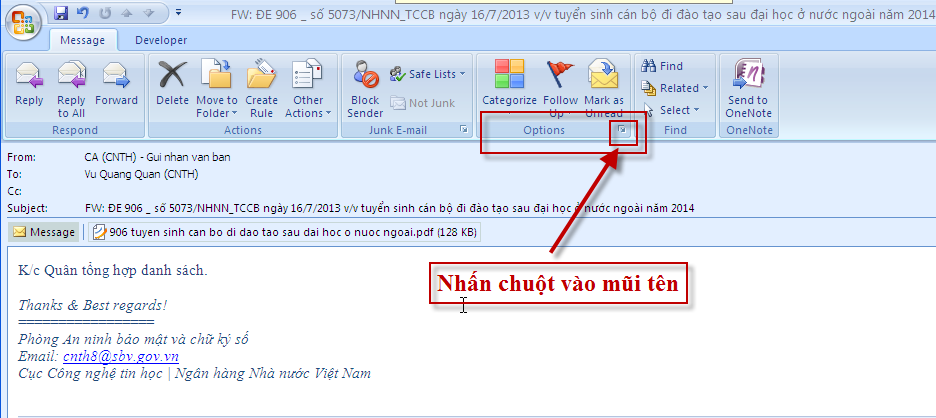 FW: ĐE 906 _ số 5073/NHNN_TCCB ngày 16/7/2013 v/v tuyển sinh cán bộ đi đào tạo sau đại học ở nước ngoài năm 2014
Message Developer
Reply Reply to All Forward Delete Move to Folder Create Rule Other Actions Block Sender Safe Lists Not Junk Categorize Follow Up Mark as Unread Find Related Select Send to OneNote
Respond Actions Junk E-mail Options Find OneNote
From: CA (CNTH) - Gui nhan van ban
To: Vu Quang Quan (CNTH)
Cc:
Subject: FW: ĐE 906 _ số 5073/NHNN_TCCB ngày 16/7/2013 v/v tuyển sinh cán bộ đi đào tạo sau đại học ở nước ngoài năm 2014
Message 906 tuyen sinh can bo di dao tao sau dai hoc o nuoc ngoai.pdf (128 KB)
K/c Quân tổng hợp danh sách.
Nhấn chuột vào mũi tên
Thanks & Best regards!
=================
Phòng An ninh bảo mật và chữ ký số
Email: cnth8@sbv.gov.vn
Cục Công nghệ tin học | Ngân hàng Nhà nước Việt Nam